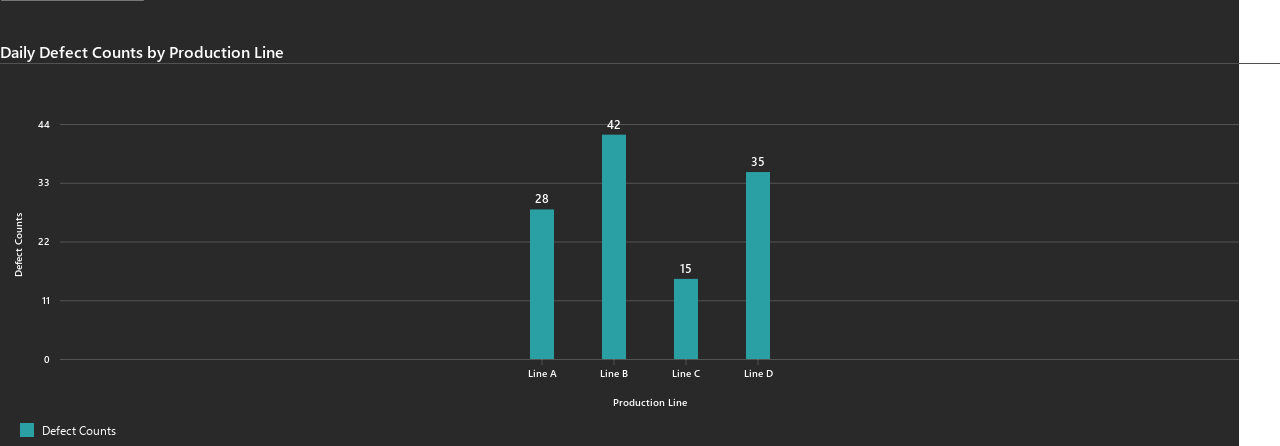 Daily Defect Counts by Production Line
44
33
22
11
0
Defect Counts
28
42
15
35
Line A
Line B
Line C
Line D
Production Line
Defect Counts